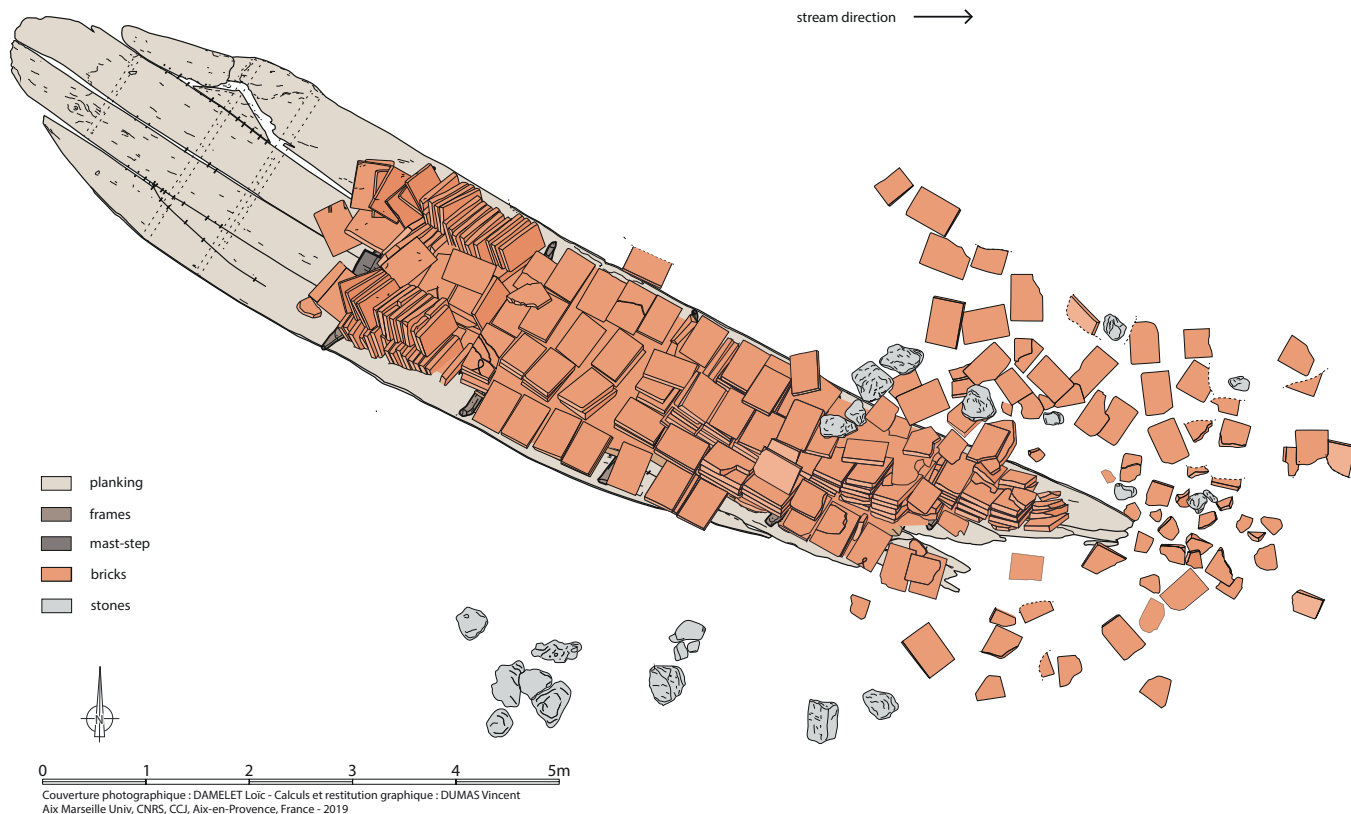 stream direction
planking
frames
mast-step
bricks
stones
N
0 1 2 3 4 5m
Couverture photographique : DAMELET Loïc - Calculs et restitution graphique : DUMAS Vincent
Aix Marseille Univ, CNRS, CCJ, Aix-en-Provence, France - 2019